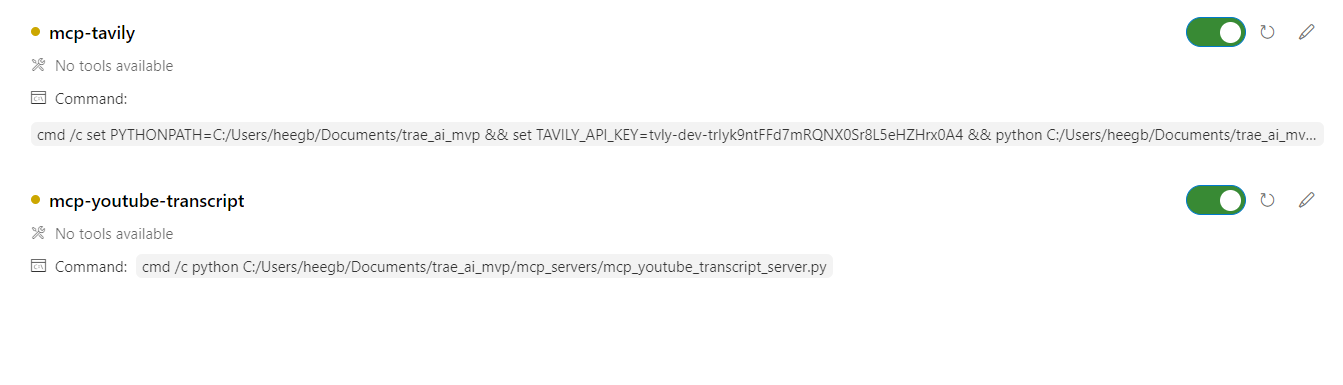 mcp-tavily
No tools available
Command:
cmd /c set PYTHONPATH=C:/Users/heegb/Documents/trae_ai_mvp && set TAVILY_API_KEY=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 && python C:/Users/heegb/Documents/trae_ai_mv...
mcp-youtube-transcript
No tools available
Command: cmd /c python C:/Users/heegb/Documents/trae_ai_mvp/mcp_servers/mcp_youtube_transcript_server.py